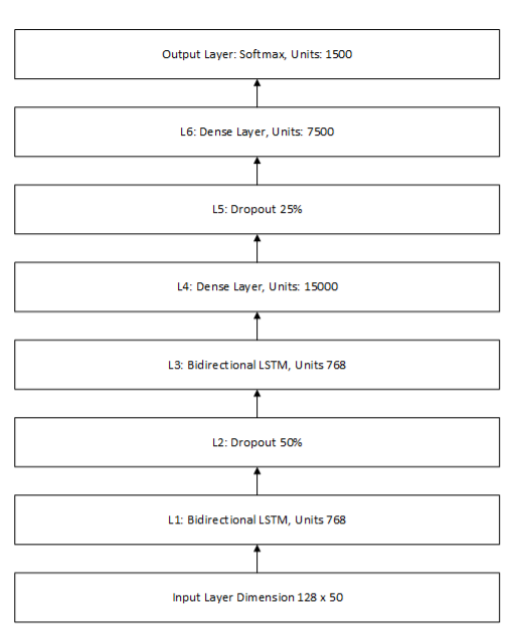 Output Layer: Softmax, Units: 1500
L6: Dense Layer, Units: 7500
L5: Dropout 25%
L4: Dense Layer, Units: 15000
L3: Bidirectional LSTM, Units 768
L2: Dropout 50%
L1: Bidirectional LSTM, Units 768
Input Layer Dimension 128 x 50